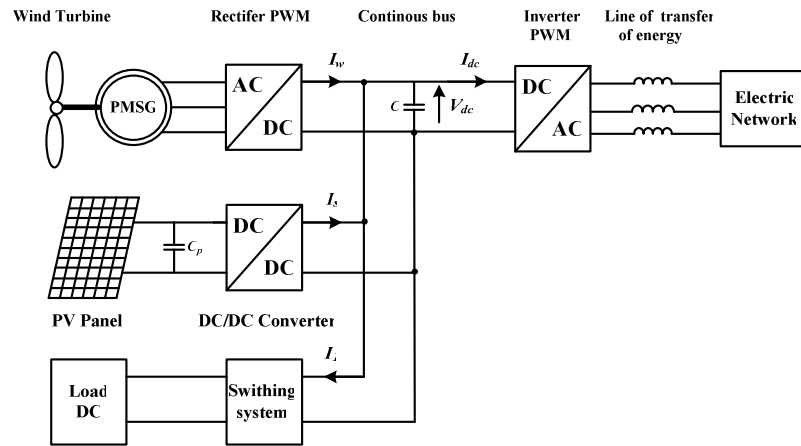 Wind Turbine
Rectifer PWM
Continous bus
Inverter
PWM
Line of transfer
of energy
PMSG
AC
DC
I_w
C
V_dc
I_dc
DC
AC
Electric
Network
C_p
DC
DC
I_s
PV Panel
DC/DC Converter
Load
DC
Swithing
system